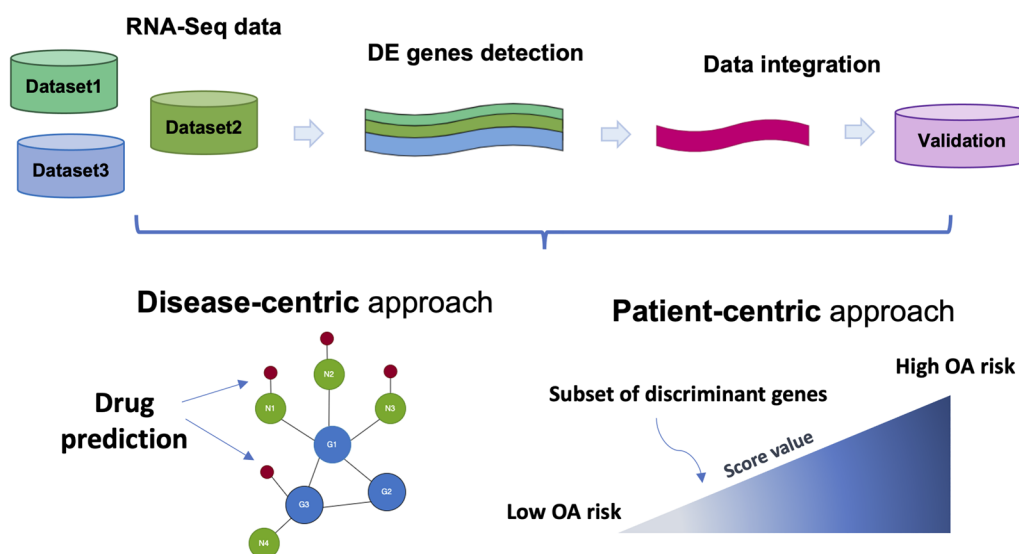 RNA-Seq data
DE genes detection
Data integration
Dataset1
Dataset2
Dataset3
Validation
Disease-centric approach
Patient-centric approach
Drug
prediction
N1
N2
N3
G1
G2
G3
N4
High OA risk
Subset of discriminant genes
Score value
Low OA risk